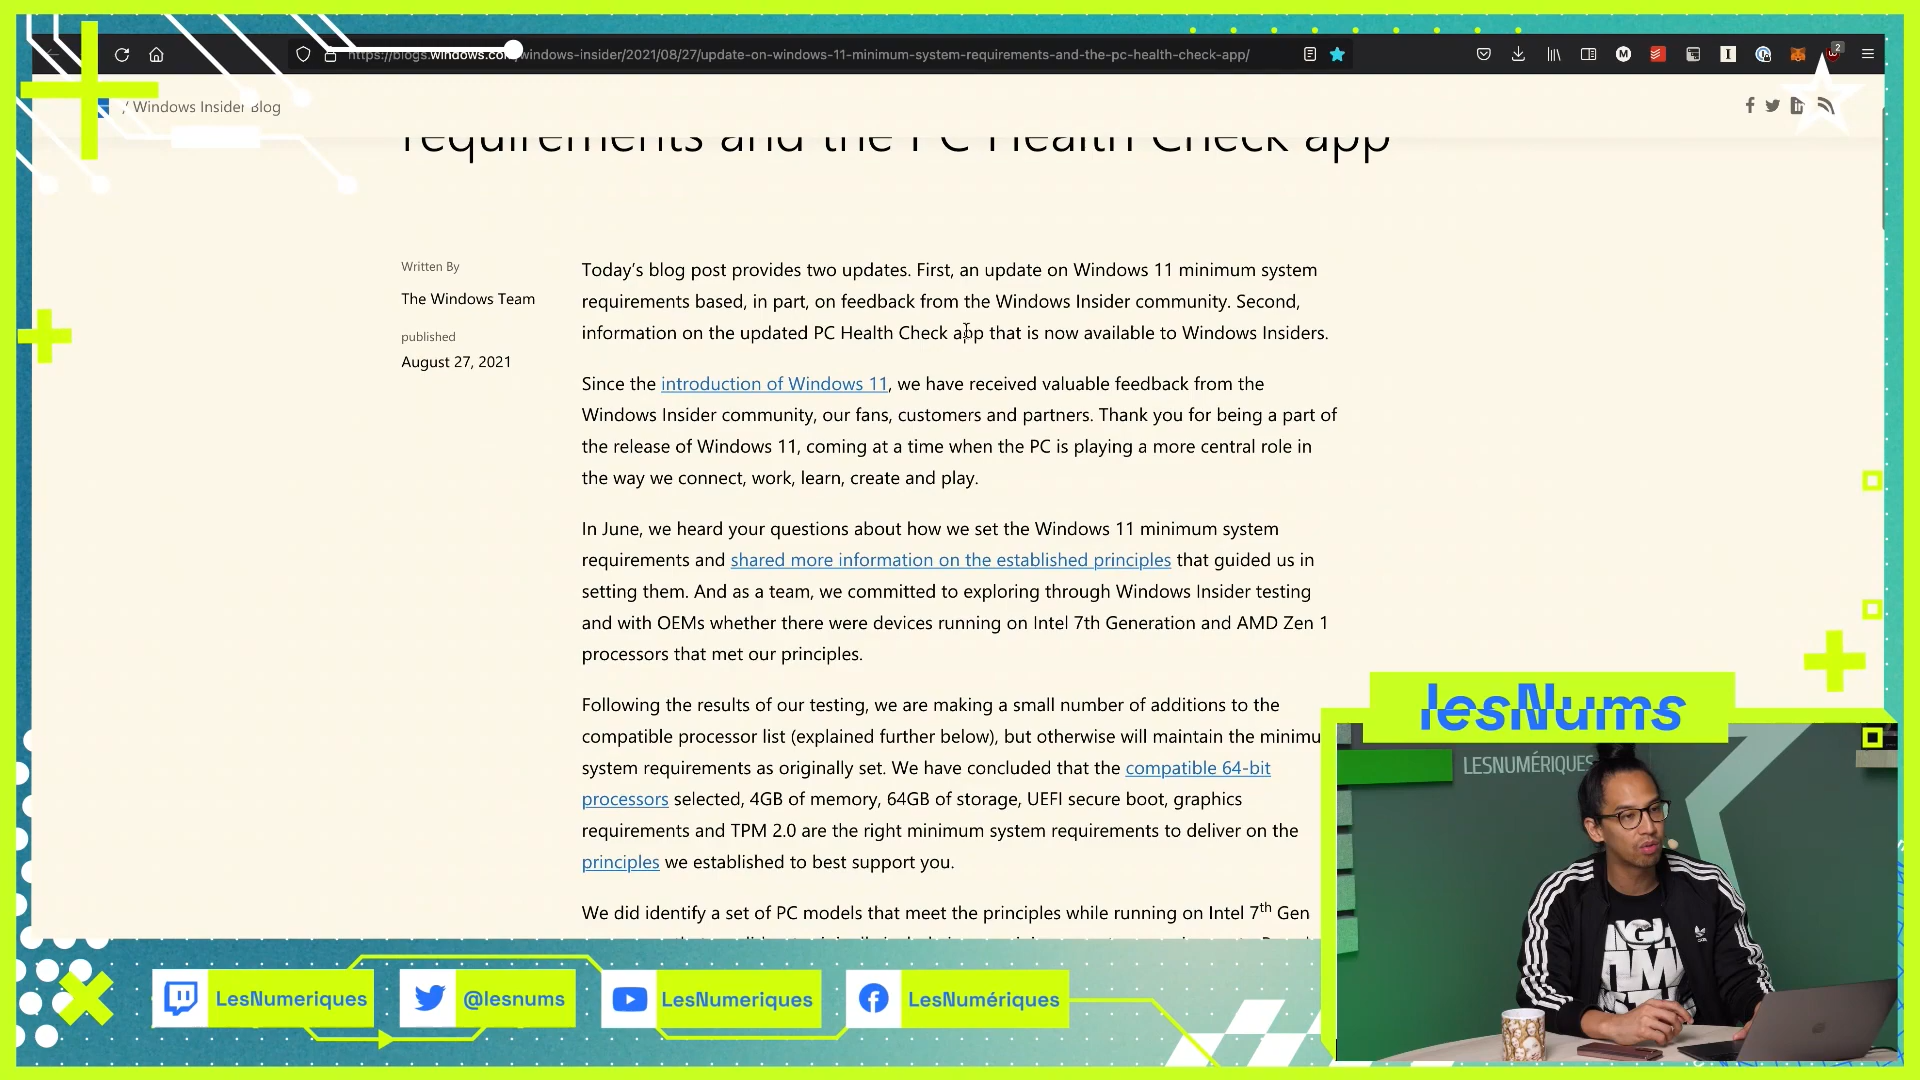 https://blogs.windows.com/windows-insider/2021/08/27/update-on-windows-11-minimum-system-requirements-and-the-pc-health-check-app/
2
/ Windows Insider Blog
requirements and the PC Health Check app
Written By
The Windows Team
published
August 27, 2021
Today’s blog post provides two updates. First, an update on Windows 11 minimum system
requirements based, in part, on feedback from the Windows Insider community. Second,
information on the updated PC Health Check app that is now available to Windows Insiders.
Since the introduction of Windows 11, we have received valuable feedback from the
Windows Insider community, our fans, customers and partners. Thank you for being a part of
the release of Windows 11, coming at a time when the PC is playing a more central role in
the way we connect, work, learn, create and play.
In June, we heard your questions about how we set the Windows 11 minimum system
requirements and shared more information on the established principles that guided us in
setting them. And as a team, we committed to exploring through Windows Insider testing
and with OEMs whether there were devices running on Intel 7th Generation and AMD Zen 1
processors that met our principles.
Following the results of our testing, we are making a small number of additions to the
compatible processor list (explained further below), but otherwise will maintain the minimu
system requirements as originally set. We have concluded that the compatible 64-bit
processors selected, 4GB of memory, 64GB of storage, UEFI secure boot, graphics
requirements and TPM 2.0 are the right minimum system requirements to deliver on the
principles we established to best support you.
We did identify a set of PC models that meet the principles while running on Intel 7th Gen
lesNums
LESNUMÉRIQUES
LesNumeriques
@lesnums
LesNumeriques
LesNumériques